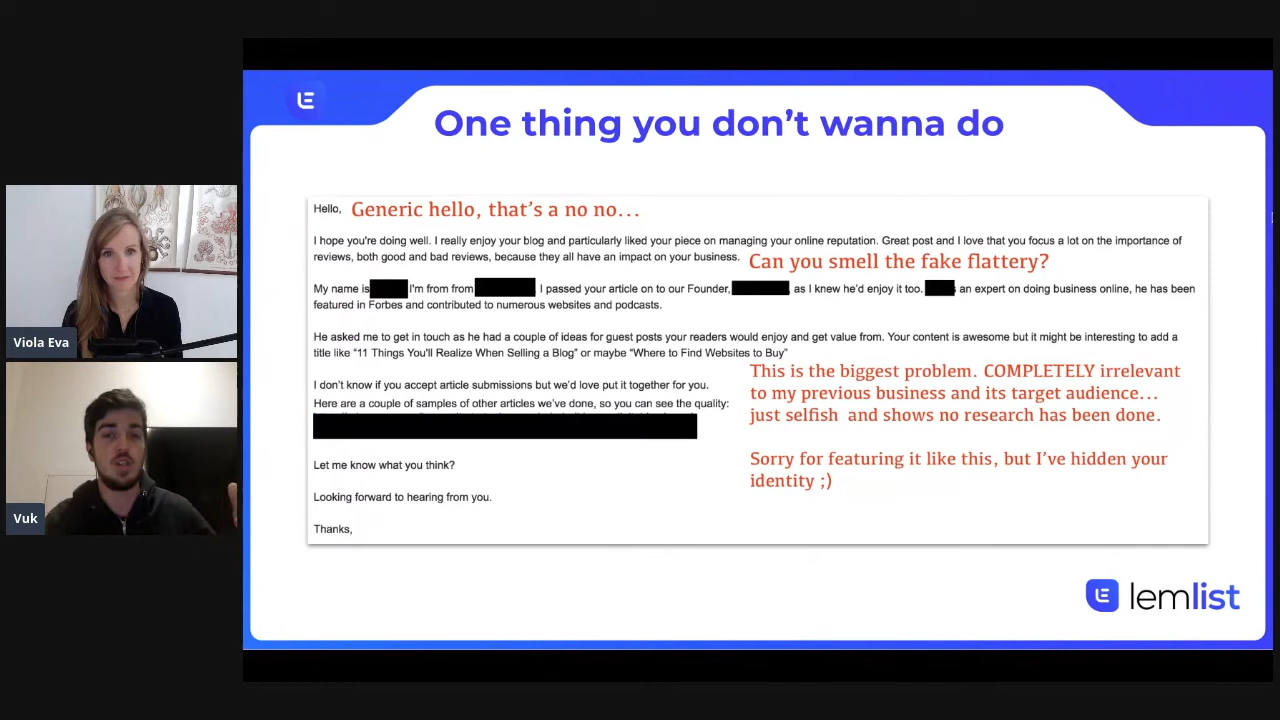 One thing you don't wanna do
Hello,
Generic hello, that's a no no...
I hope you're doing well. I really enjoy your blog and particularly liked your piece on managing your online reputation. Great post and I love that you focus a lot on the importance of
reviews, both good and bad reviews, because they all have an impact on your business.
Can you smell the fake flattery?
My name is I'm from from I passed your article on to our Founder, , as I knew he'd enjoy it too. an expert on doing business online, he has been
featured in Forbes and contributed to numerous websites and podcasts.
He asked me to get in touch as he had a couple of ideas for guest posts your readers would enjoy and get value from. Your content is awesome but it might be interesting to add a
title like "11 Things You'll Realize When Selling a Blog" or maybe "Where to Find Websites to Buy"
This is the biggest problem. COMPLETELY irrelevant
to my previous business and its target audience...
just selfish and shows no research has been done.
I don't know if you accept article submissions but we'd love put it together for you.
Here are a couple of samples of other articles we've done, so you can see the quality:
Sorry for featuring it like this, but I've hidden your
identity ;)
Let me know what you think?
Looking forward to hearing from you.
Thanks,
lemlist
Viola Eva
Vuk